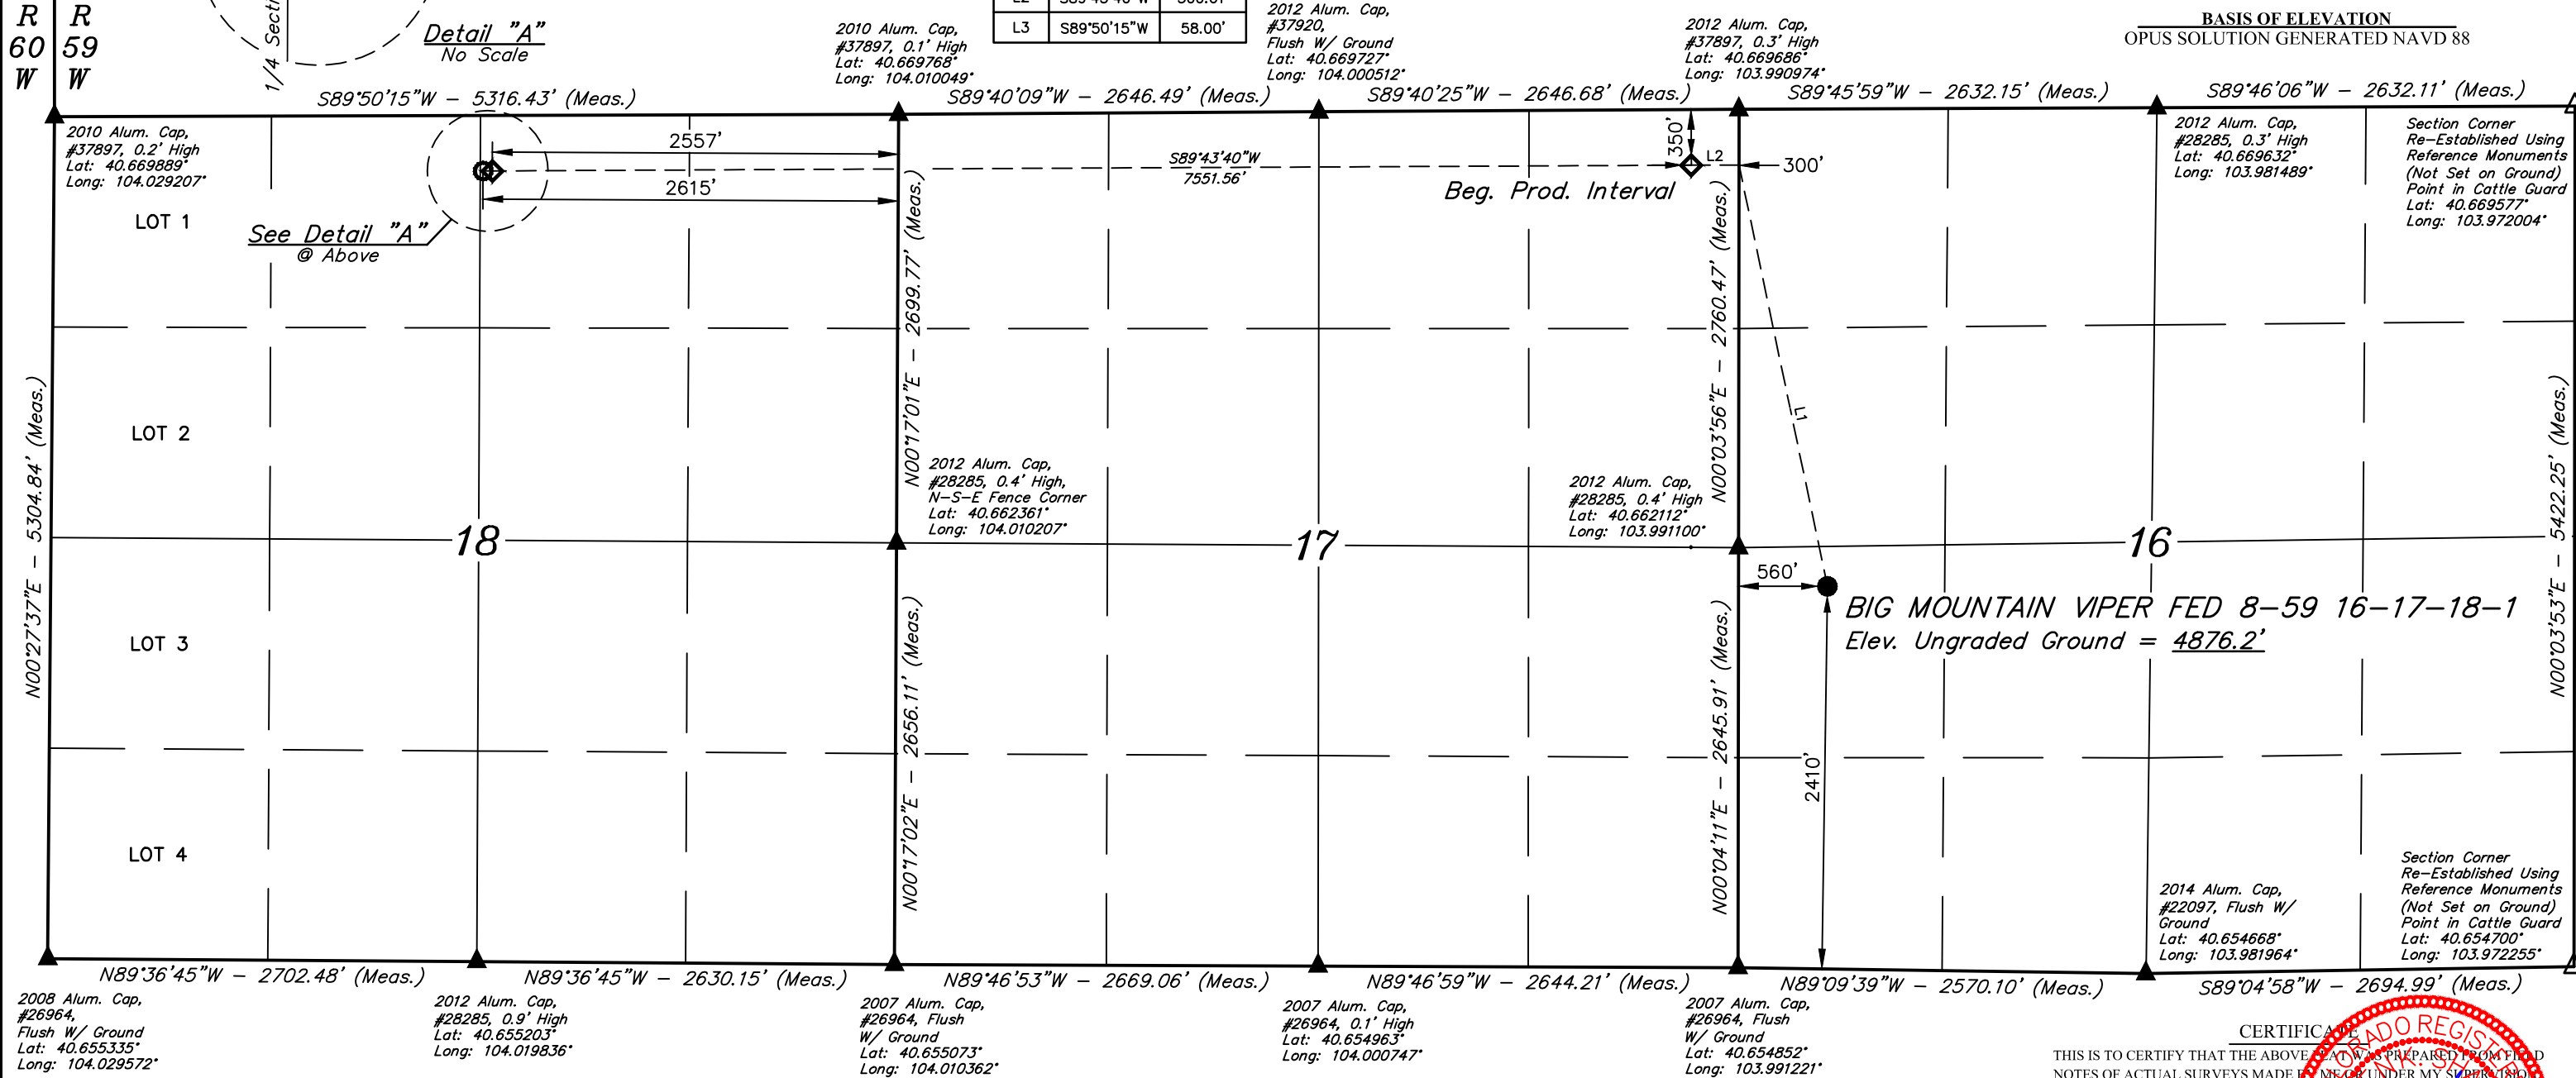 R
60
W
R
59
W
1/4 Secti
Detail "A"
No Scale
L3 S89°50'15"W 58.00'
2010 Alum. Cap,
#37897, 0.1' High
Lat: 40.669768°
Long: 104.010049°
2012 Alum. Cap,
#37920,
Flush W/ Ground
Lat: 40.669727°
Long: 104.000512°
2012 Alum. Cap,
#37897, 0.3' High
Lat: 40.669686°
Long: 103.990974°
BASIS OF ELEVATION
OPUS SOLUTION GENERATED NAVD 88
S89°50'15"W – 5316.43' (Meas.)
S89°40'09"W – 2646.49' (Meas.)
S89°40'25"W – 2646.68' (Meas.)
S89°45'59"W – 2632.15' (Meas.)
S89°46'06"W – 2632.11' (Meas.)
2010 Alum. Cap,
#37897, 0.2' High
Lat: 40.669889°
Long: 104.029207°
2557'
2615'
S89°43'40"W
7551.56'
350'
L2
300'
Beg. Prod. Interval
2012 Alum. Cap,
#28285, 0.3' High
Lat: 40.669632°
Long: 103.981489°
Section Corner
Re-Established Using
Reference Monuments
(Not Set on Ground)
Point in Cattle Guard
Lat: 40.669577°
Long: 103.972004°
LOT 1
See Detail "A"
@ Above
N00°17'01"E – 2699.77' (Meas.)
N00°03'56"E – 2760.47' (Meas.)
L1
N00°27'37"E – 5304.84' (Meas.)
N00°03'53"E – 5422.25' (Meas.)
LOT 2
2012 Alum. Cap,
#28285, 0.4' High,
N-S-E Fence Corner
Lat: 40.662361°
Long: 104.010207°
2012 Alum. Cap,
#28285, 0.4' High
Lat: 40.662112°
Long: 103.991100°
18
17
16
560'
BIG MOUNTAIN VIPER FED 8-59 16-17-18-1
Elev. Ungraded Ground = 4876.2'
LOT 3
N00°17'02"E – 2656.11' (Meas.)
N00°04'11"E – 2645.91' (Meas.)
2410'
LOT 4
2014 Alum. Cap,
#22097, Flush W/
Ground
Lat: 40.654668°
Long: 103.981964°
Section Corner
Re-Established Using
Reference Monuments
(Not Set on Ground)
Point in Cattle Guard
Lat: 40.654700°
Long: 103.972255°
N89°36'45"W – 2702.48' (Meas.)
N89°36'45"W – 2630.15' (Meas.)
N89°46'53"W – 2669.06' (Meas.)
N89°46'59"W – 2644.21' (Meas.)
N89°09'39"W – 2570.10' (Meas.)
S89°04'58"W – 2694.99' (Meas.)
2008 Alum. Cap,
#26964,
Flush W/ Ground
Lat: 40.655335°
Long: 104.029572°
2012 Alum. Cap,
#28285, 0.9' High
Lat: 40.655203°
Long: 104.019836°
2007 Alum. Cap,
#26964, Flush
W/ Ground
Lat: 40.655073°
Long: 104.010362°
2007 Alum. Cap,
#26964, 0.1' High
Lat: 40.654963°
Long: 104.000747°
2007 Alum. Cap,
#26964, Flush
W/ Ground
Lat: 40.654852°
Long: 103.991221°
CERTIFICATE
THIS IS TO CERTIFY THAT THE ABOVE PLAT WAS PREPARED FROM FIELD
NOTES OF ACTUAL SURVEYS MADE BY ME OR UNDER MY SUPERVISION